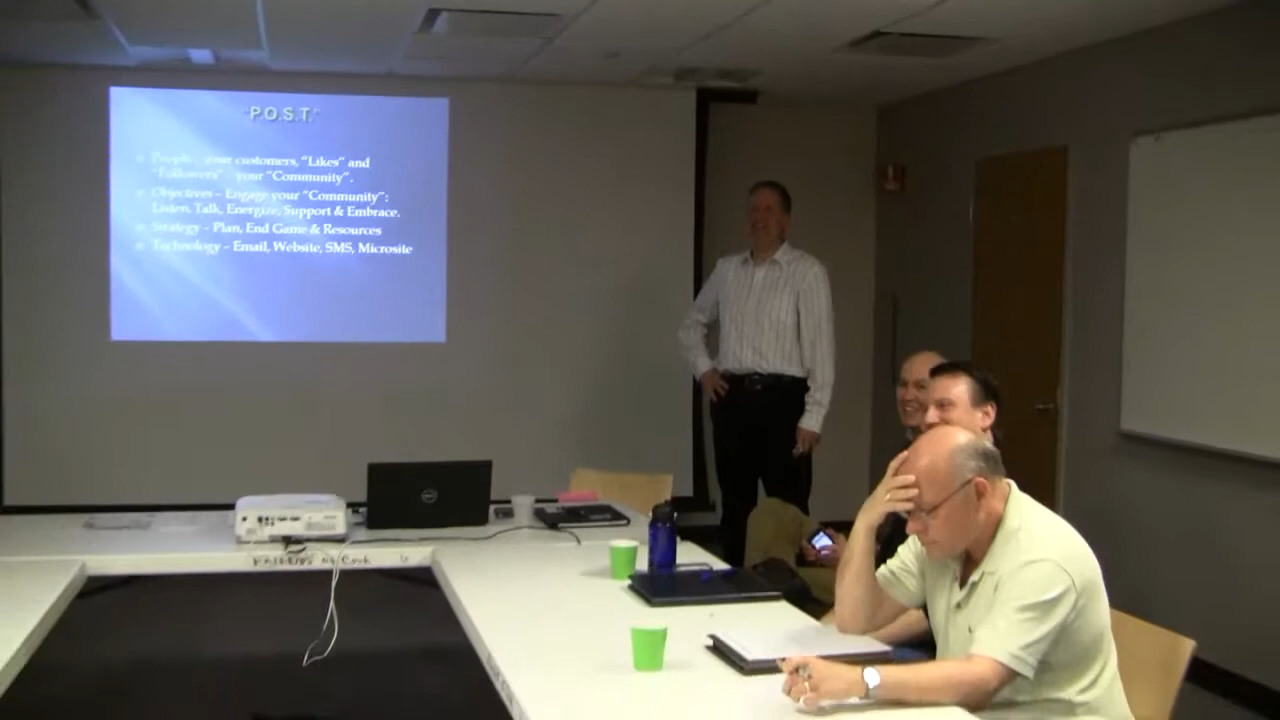 "P.O.S.T."
People - your customers, "Likes" and
"Followers" - your "Community".
Objectives - Engage your "Community":
Listen, Talk, Energize, Support & Embrace.
Strategy - Plan, End Game & Resources
Technology - Email, Website, SMS, Microsite
DELL